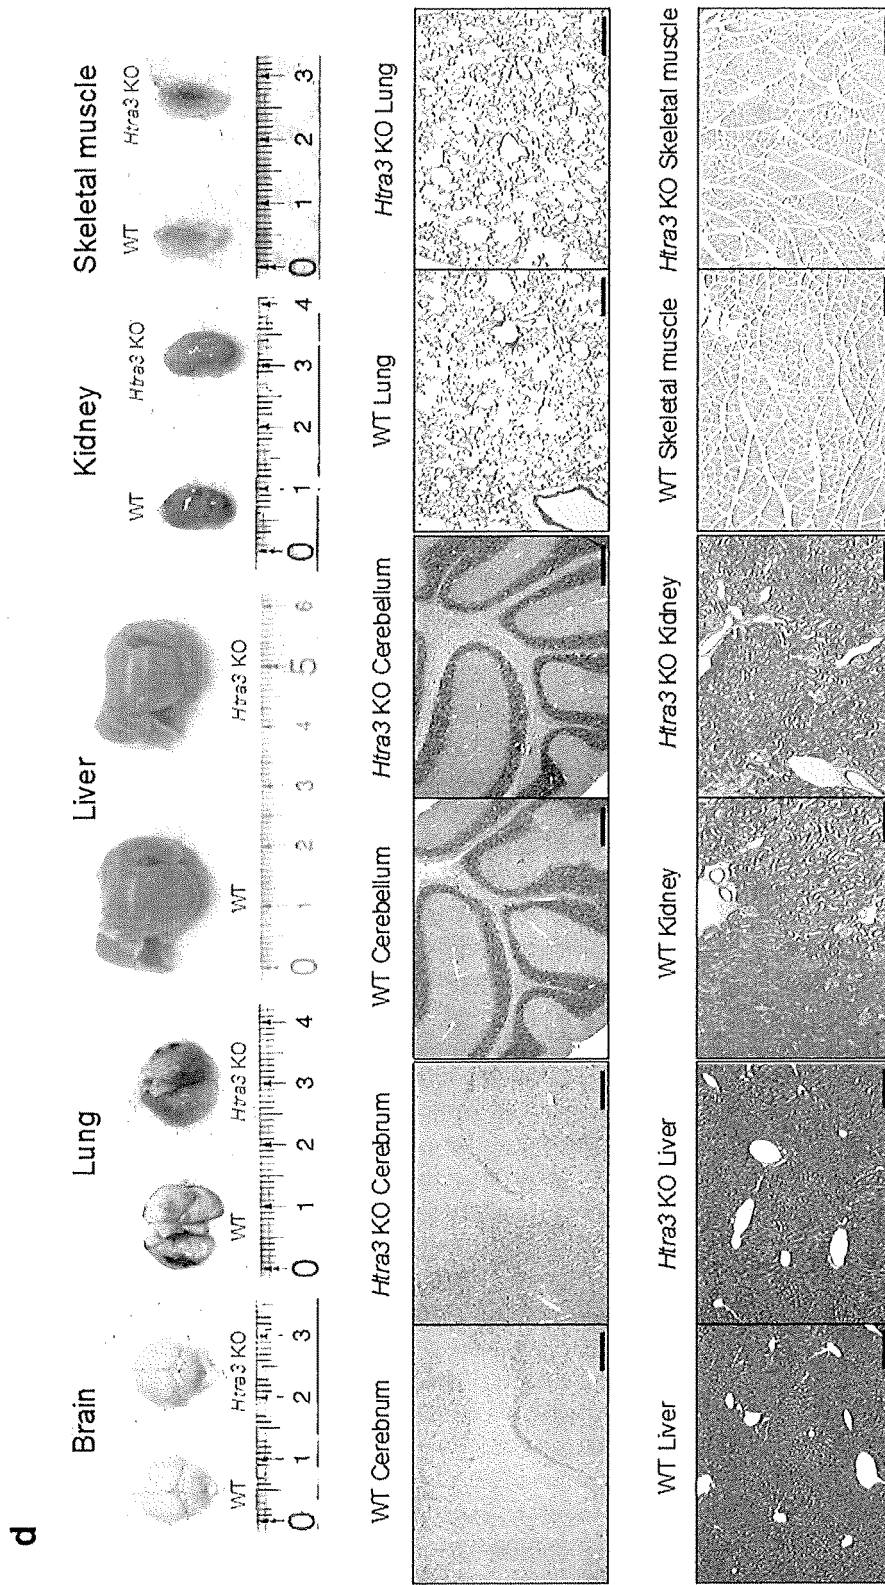 d
Brain Lung Liver Kidney Skeletal muscle
WT Htra3 KO WT Htra3 KO WT Htra3 KO WT Htra3 KO WT Htra3 KO
0 1 2 3 0 1 2 3 4 0 1 2 3 4 5 6 0 1 2 3 4 0 1 2 3
WT Cerebrum Htra3 KO Cerebrum WT Cerebellum Htra3 KO Cerebellum WT Lung Htra3 KO Lung
WT Liver Htra3 KO Liver WT Kidney Htra3 KO Kidney WT Skeletal muscle Htra3 KO Skeletal muscle